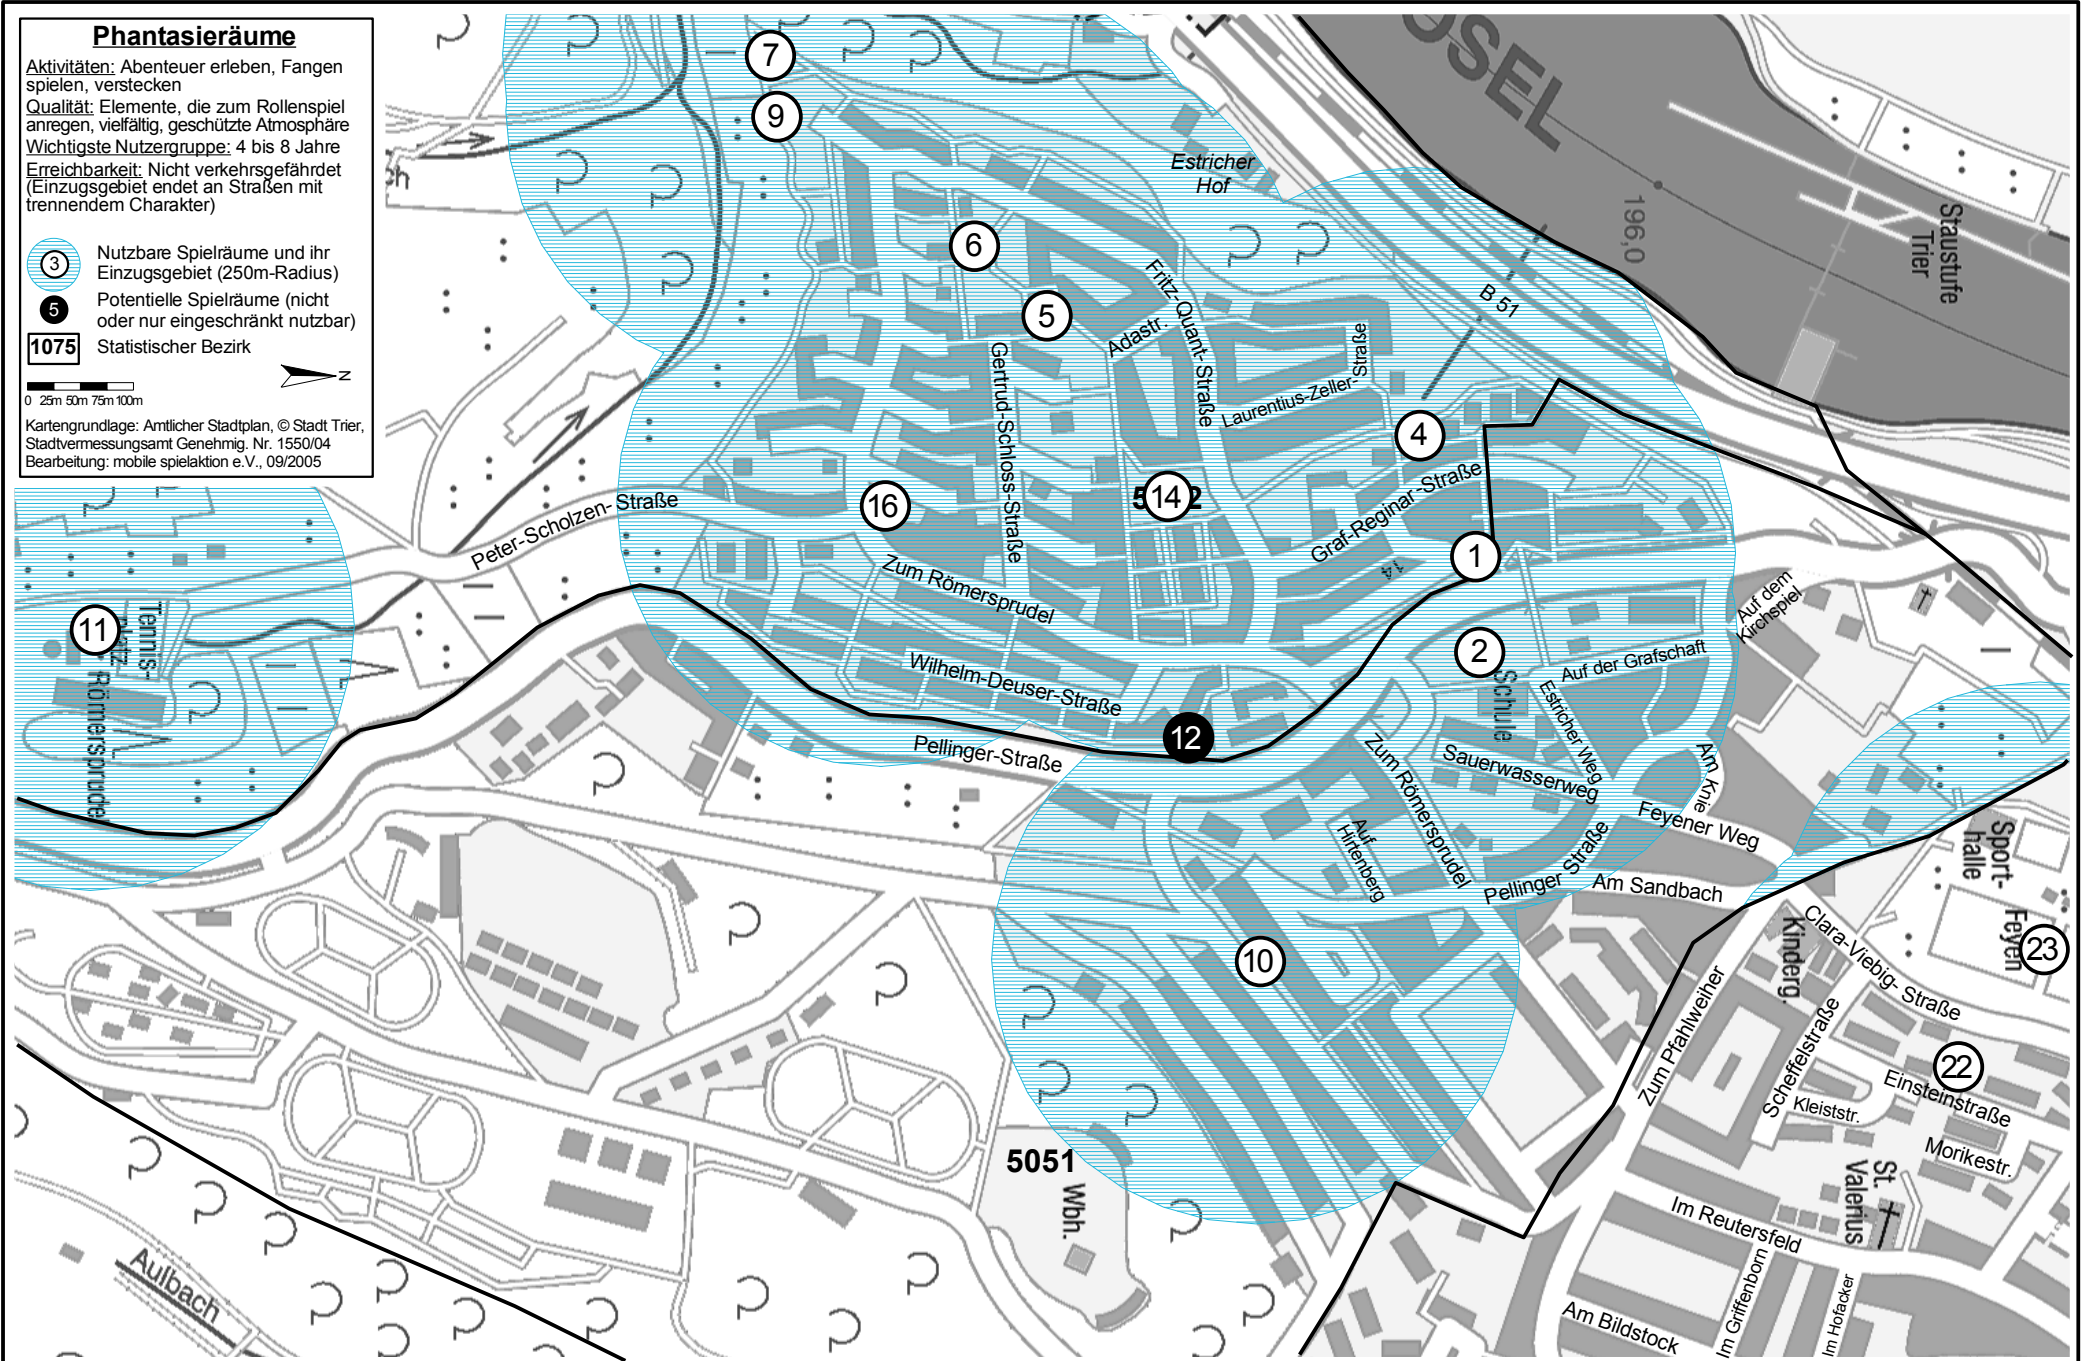 Phantasieräume
Aktivitäten: Abenteuer erleben, Fangen
spielen, verstecken
Qualität: Elemente, die zum Rollenspiel
anregen, vielfältig, geschützte Atmosphäre
Wichtigste Nutzergruppe: 4 bis 8 Jahre
Erreichbarkeit: Nicht verkehrsgefährdet
(Einzugsgebiet endet an Straßen mit
trennendem Charakter)
3
Nutzbare Spielräume und ihr
Einzugsgebiet (250m-Radius)
5
Potentielle Spielräume (nicht
oder nur eingeschränkt nutzbar)
1075
Statistischer Bezirk
N
0 25m 50m 75m 100m
Kartengrundlage: Amtlicher Stadtplan, © Stadt Trier,
Stadtvermessungsamt Genehmig. Nr. 1550/04
Bearbeitung: mobile spielaktion e.V., 09/2005
7
9
Estricher
Hof
OSEL
196,0
Staustufe
Trier
B 51
6
5
Fritz-Quant-Straße
Adastr.
Gertrud-Schloss-Straße
Laurentius-Zeller-Straße
4
14
16
Graf-Reginar-Straße
1
Peter-Scholzen-Straße
Zum Römersprudel
Wilhelm-Deuser-Straße
Pellinger-Straße
12
11
Tennis-
platz
Römersprudel
2
Schule
Auf dem
Kirchspiel
Auf der Grafschaft
Estricher Weg
Sauerwasserweg
Am Knie
Feyener Weg
Zum Römersprudel
Auf
Hirtenberg
Pellinger Straße
Am Sandbach
10
Sport-
halle
Feyen
23
Kinderg.
Clara-Viebig-Straße
Zum Pfahlweiher
Scheffelstraße
22
Einsteinstraße
Kleiststr.
Morikestr.
St.
Valerius
Im Reutersfeld
Im Griffenborn
Im Hofacker
Am Bildstock
5051
Wbh.
Aulbach